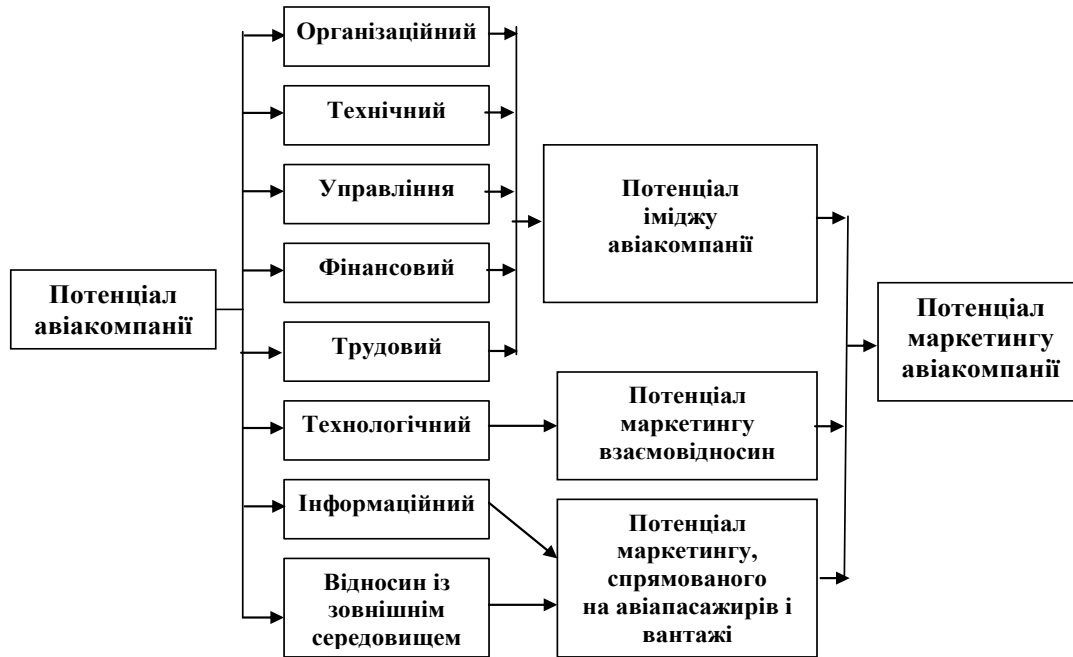 Потенціал
авіакомпанії
Організаційний
Технічний
Управління
Фінансовий
Трудовий
Технологічний
Інформаційний
Відносин із
зовнішнім
середовищем
Потенціал
іміджу
авіакомпанії
Потенціал
маркетингу
взаємовідносин
Потенціал
маркетингу,
спрямованого
на авіапасажирів і
вантажі
Потенціал
маркетингу
авіакомпанії